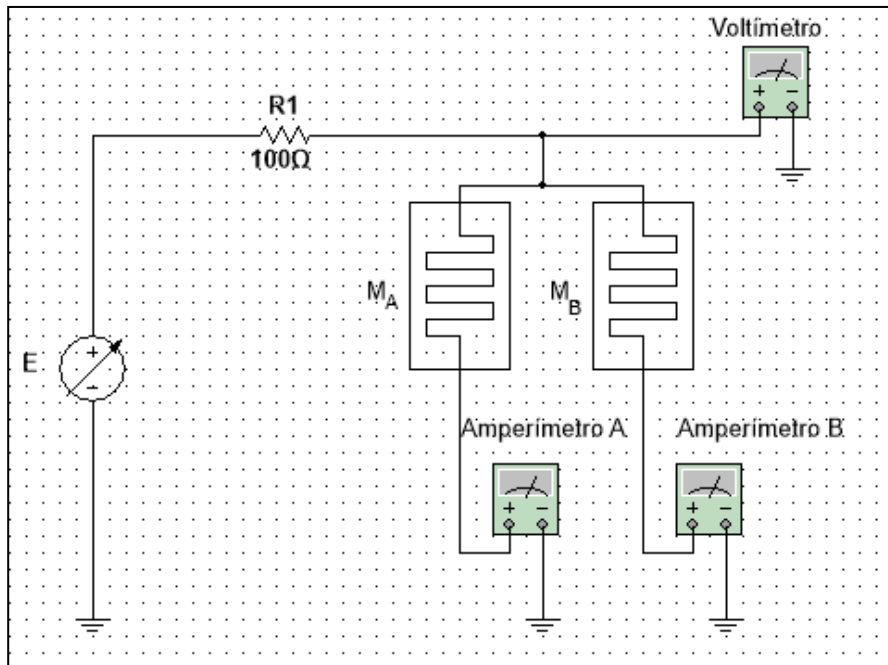 Voltímetro
+ −
R1
100Ω
M_A
M_B
E
+
−
Amperímetro A
Amperímetro B
+ −
+ −